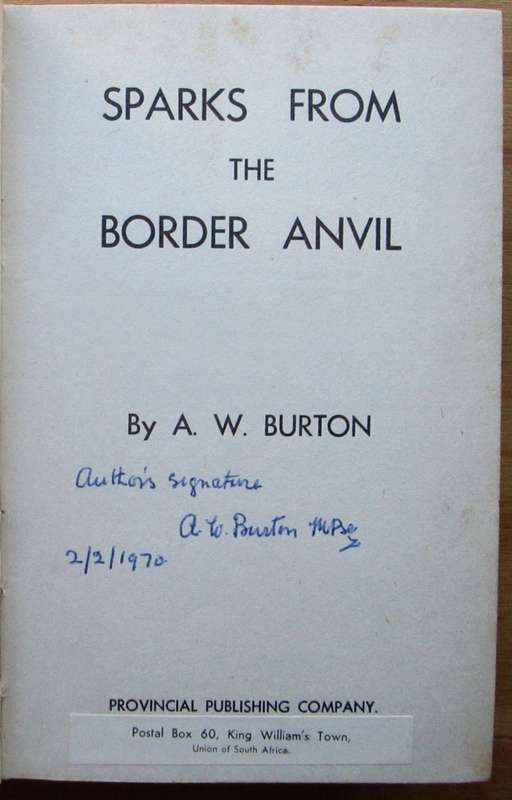 SPARKS FROM
THE
BORDER ANVIL
By A. W. BURTON
Author's signature
A. W. Burton
2/2/1970
PROVINCIAL PUBLISHING COMPANY.
Postal Box 60, King William's Town,
Union of South Africa.